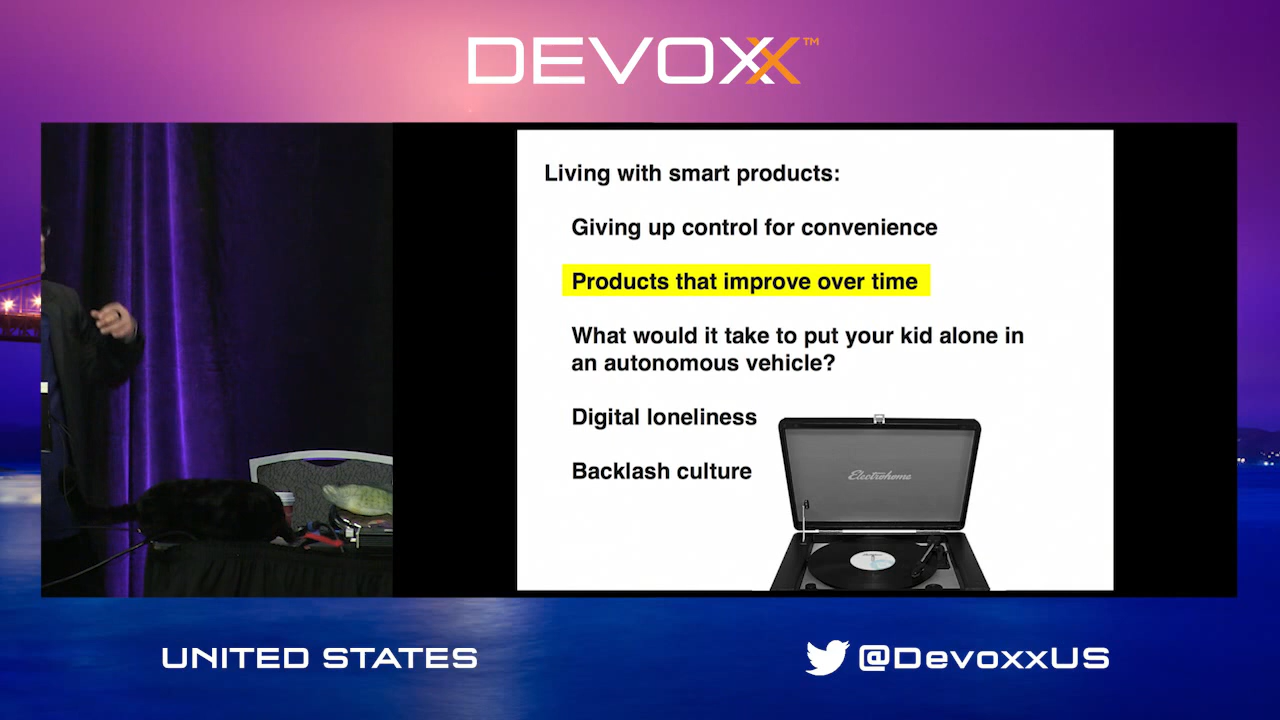 DEVOXX™
Living with smart products:
Giving up control for convenience
Products that improve over time
What would it take to put your kid alone in
an autonomous vehicle?
Digital loneliness
Backlash culture
Electrohome
UNITED STATES
@DevoxxUS